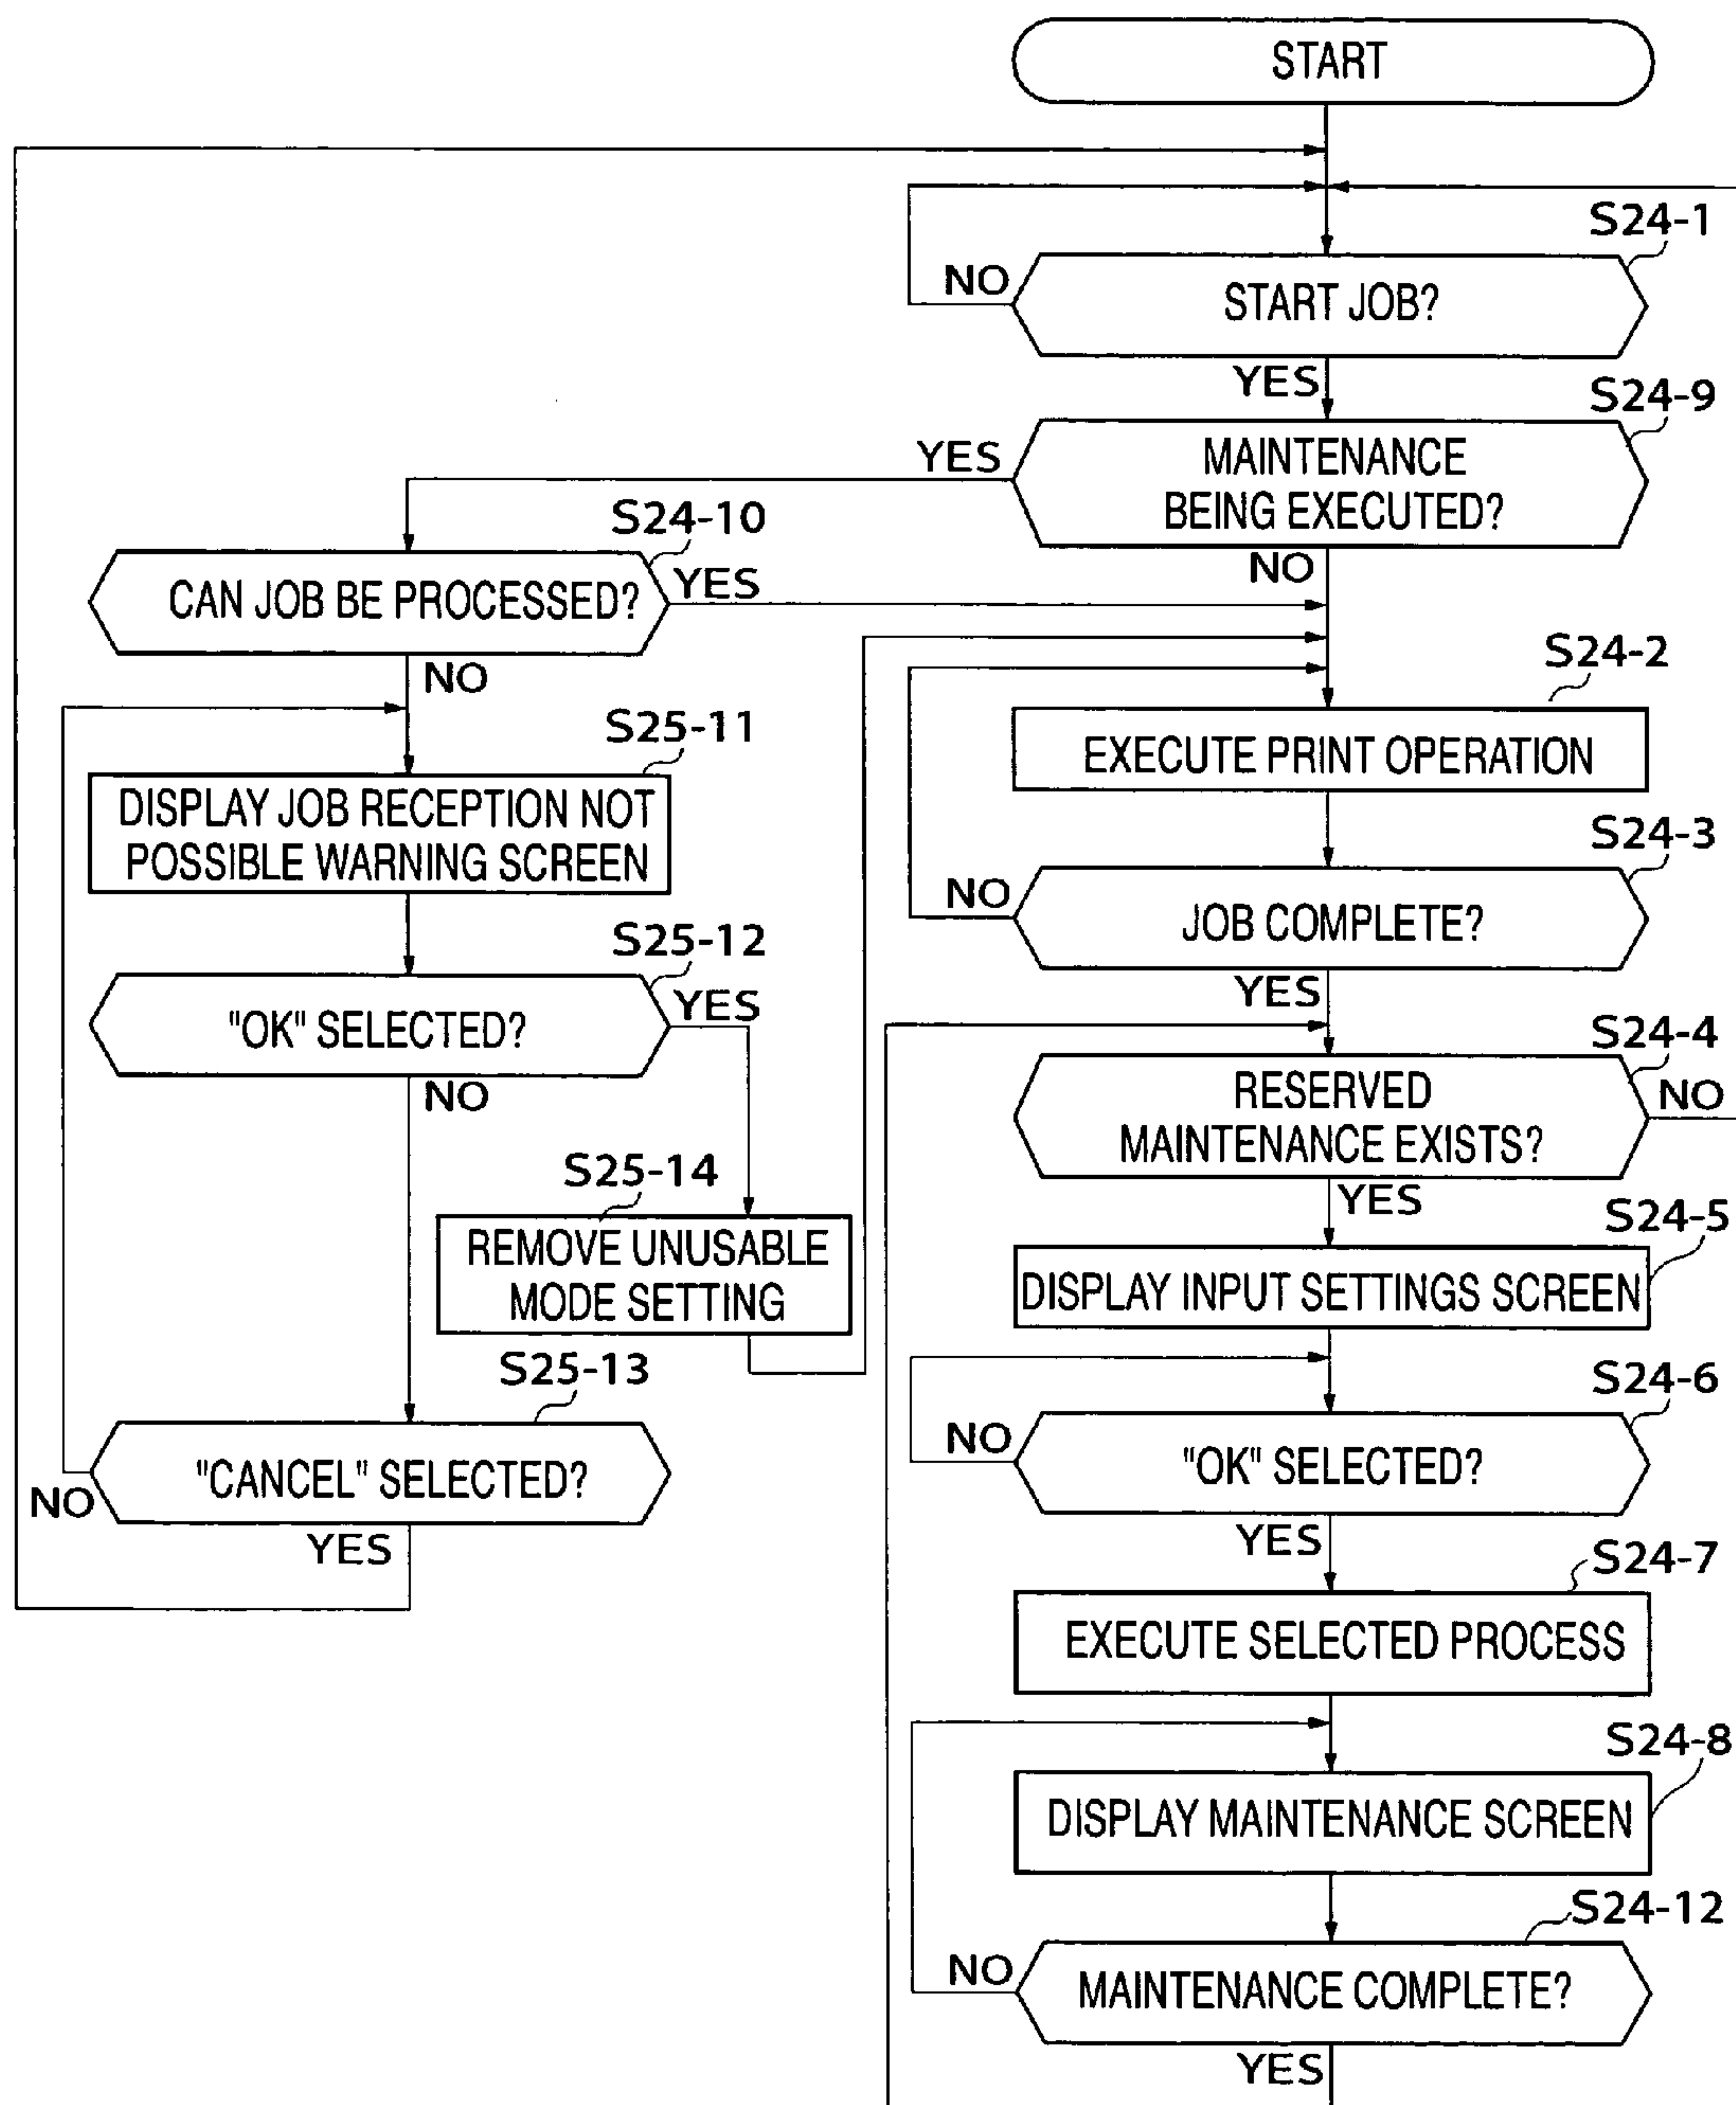 START
S24-1
NO
START JOB?
YES
S24-9
YES
MAINTENANCE
BEING EXECUTED?
NO
S24-10
CAN JOB BE PROCESSED?
YES
NO
S25-11
DISPLAY JOB RECEPTION NOT
POSSIBLE WARNING SCREEN
S25-12
"OK" SELECTED?
YES
NO
S25-14
REMOVE UNUSABLE
MODE SETTING
S25-13
"CANCEL" SELECTED?
NO
YES
S24-2
EXECUTE PRINT OPERATION
S24-3
NO
JOB COMPLETE?
YES
S24-4
RESERVED
MAINTENANCE EXISTS?
NO
YES
S24-5
DISPLAY INPUT SETTINGS SCREEN
S24-6
NO
"OK" SELECTED?
YES
S24-7
EXECUTE SELECTED PROCESS
S24-8
DISPLAY MAINTENANCE SCREEN
S24-12
NO
MAINTENANCE COMPLETE?
YES